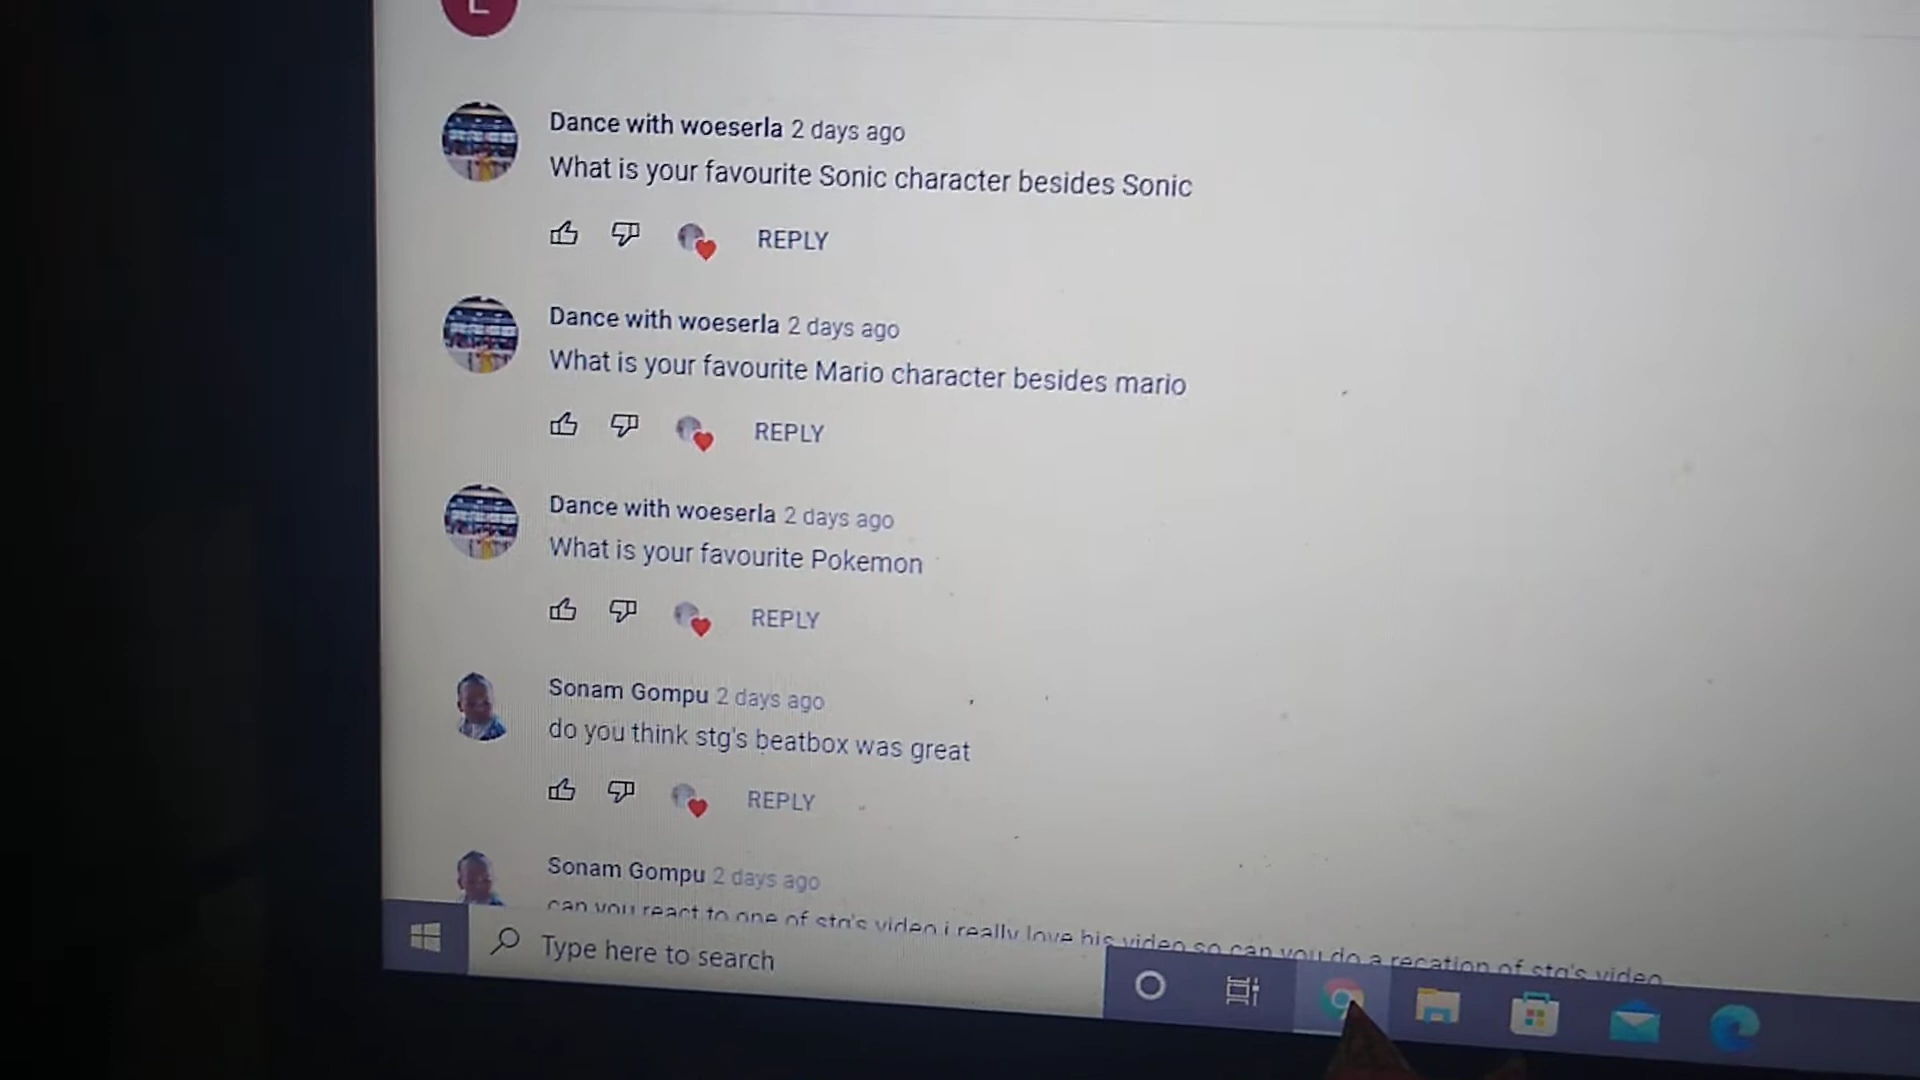 L
Dance with woeserla 2 days ago
What is your favourite Sonic character besides Sonic
REPLY
Dance with woeserla 2 days ago
What is your favourite Mario character besides mario
REPLY
Dance with woeserla 2 days ago
What is your favourite Pokemon
REPLY
Sonam Gompu 2 days ago
do you think stg's beatbox was great
REPLY
Sonam Gompu 2 days ago
can you react to one of stg's video i really love his video so can you do a recation of stg's video
Type here to search